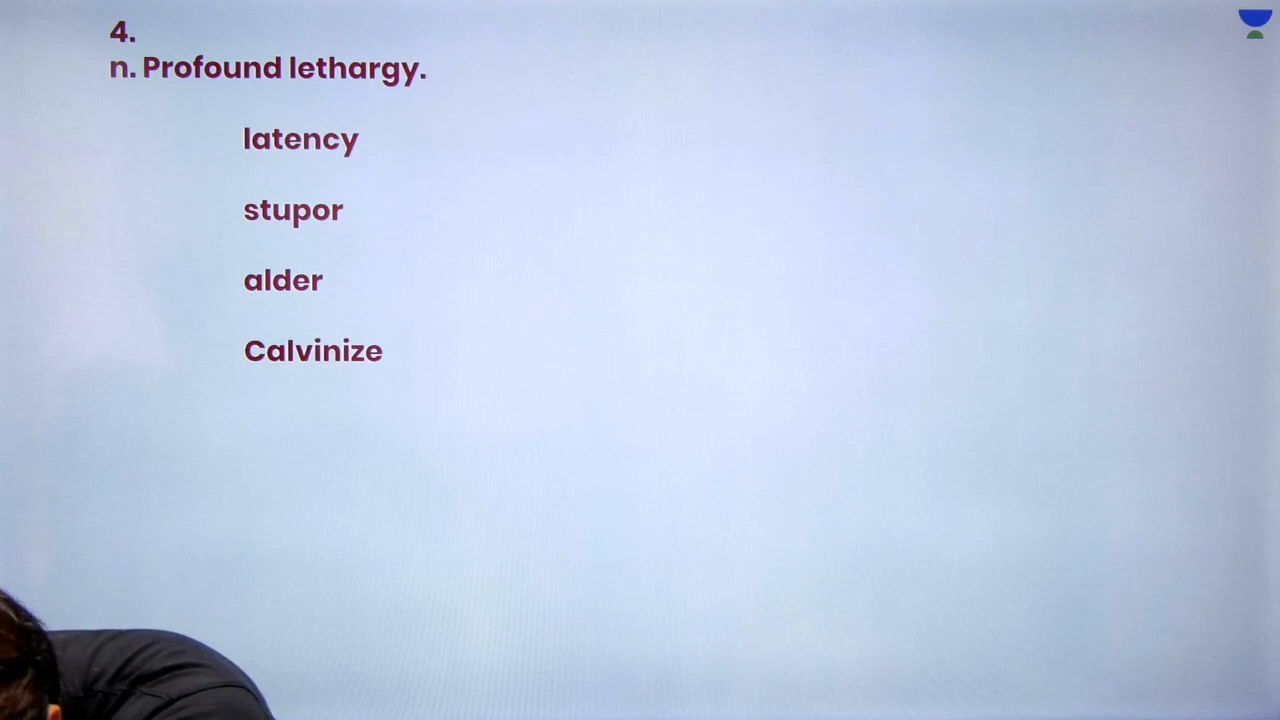 4.
n. Profound lethargy.
latency
stupor
alder
Calvinize